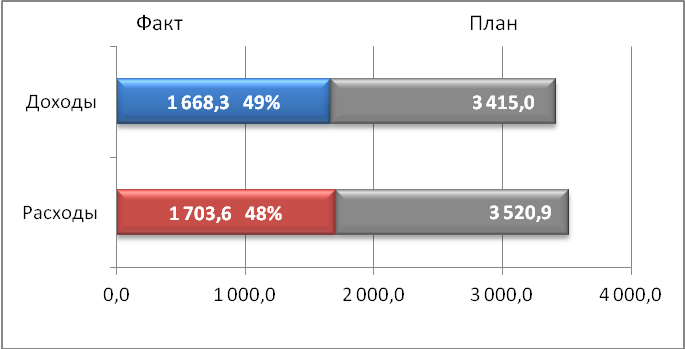 Факт План
Доходы 1 668,3 49% 3 415,0
Расходы 1 703,6 48% 3 520,9
0,0 1 000,0 2 000,0 3 000,0 4 000,0